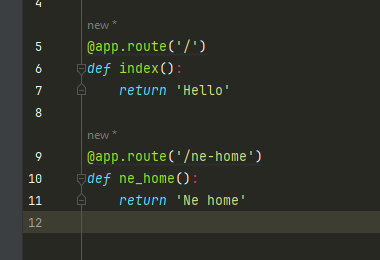 4
new *
5 @app.route('/')
6 def index():
7     return 'Hello'
8
new *
9 @app.route('/ne-home')
10 def ne_home():
11     return 'Ne home'
12